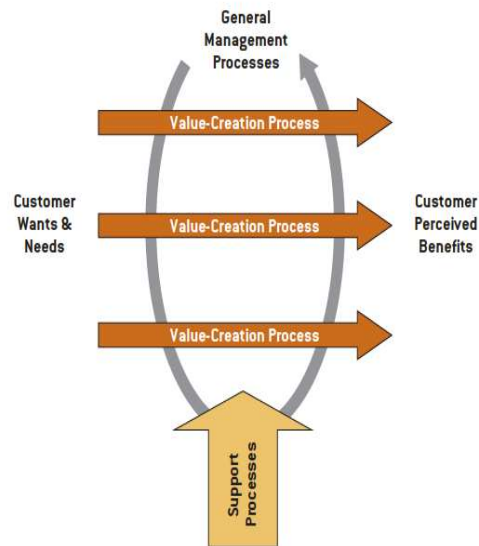 General
Management
Processes
Value-Creation Process
Customer
Wants &
Needs
Value-Creation Process
Customer
Perceived
Benefits
Value-Creation Process
Support
Processes